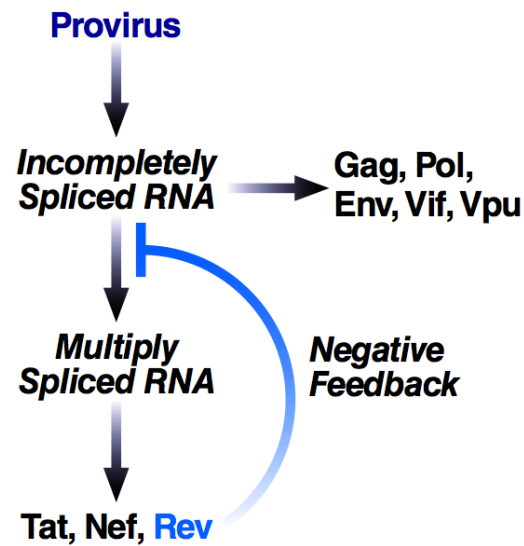 Provirus
Incompletely
Spliced RNA
Gag, Pol,
Env, Vif, Vpu
Multiply
Spliced RNA
Negative
Feedback
Tat, Nef, Rev